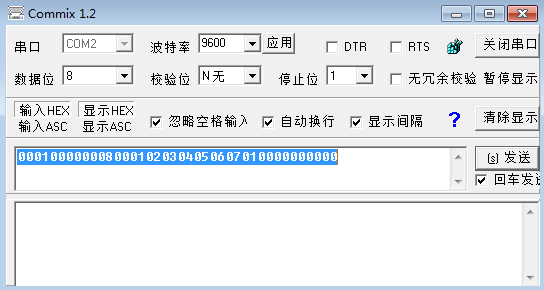 Commix 1.2
串口 COM2 波特率 9600 应用 DTR RTS 关闭串口
数据位 8 校验位 N 无 停止位 1 无冗余校验 暂停显示
输入HEX 显示HEX
输入ASC 显示ASC 忽略空格输入 自动换行 显示间隔 ? 清除显示
000100000008000102030405060701000000000000
[s] 发送
回车发送